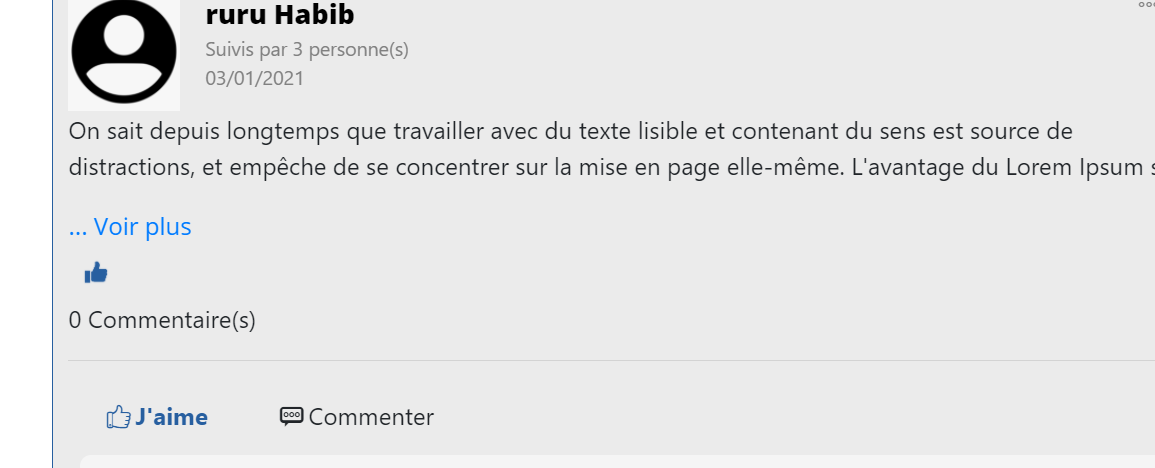 ruru Habib
Suivis par 3 personne(s)
03/01/2021
On sait depuis longtemps que travailler avec du texte lisible et contenant du sens est source de
distractions, et empêche de se concentrer sur la mise en page elle-même. L'avantage du Lorem Ipsum
... Voir plus
0 Commentaire(s)
J'aime
Commenter